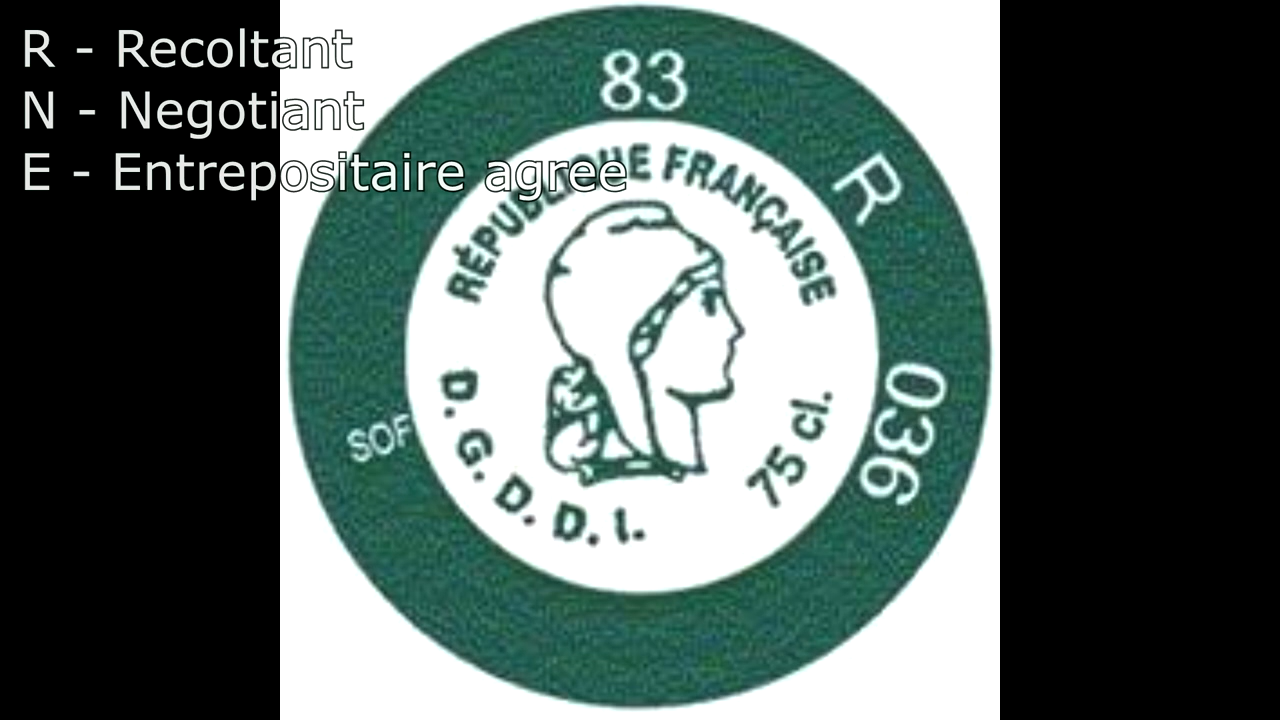 R - Recoltant
N - Negotiant
E - Entrepositaire agree
83
R
036
RÉPUBLIQUE FRANÇAISE
SOF
D. G. D. D. I.
75 cl.